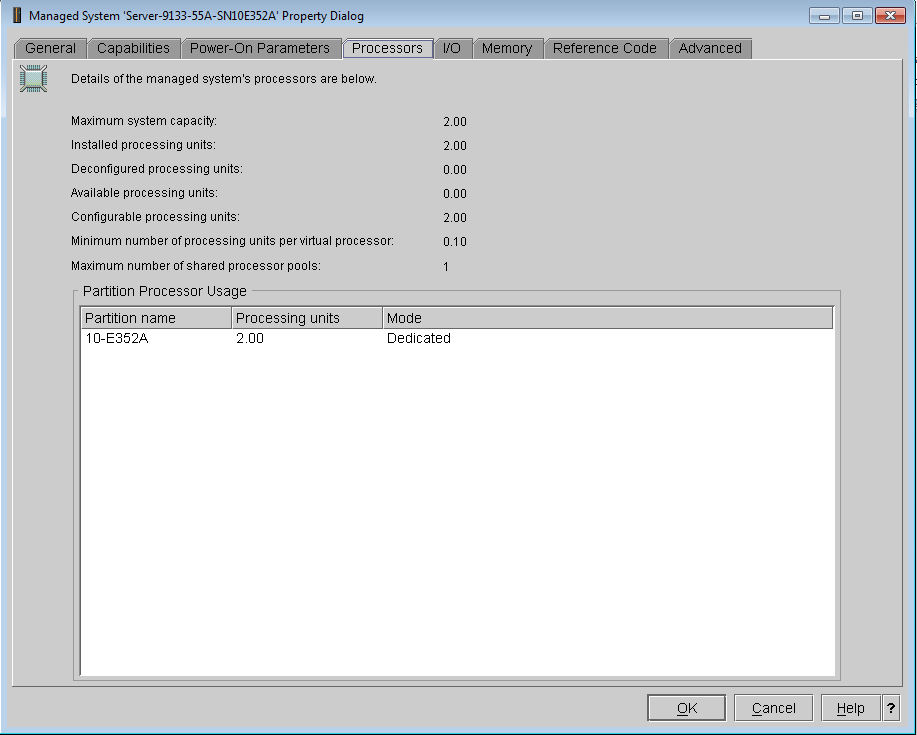 Managed System 'Server-9133-55A-SN10E352A' Property Dialog
General Capabilities Power-On Parameters Processors I/O Memory Reference Code Advanced
Details of the managed system's processors are below.
Maximum system capacity: 2.00
Installed processing units: 2.00
Deconfigured processing units: 0.00
Available processing units: 0.00
Configurable processing units: 2.00
Minimum number of processing units per virtual processor: 0.10
Maximum number of shared processor pools: 1
Partition Processor Usage
Partition name Processing units Mode
10-E352A 2.00 Dedicated
OK Cancel Help ?